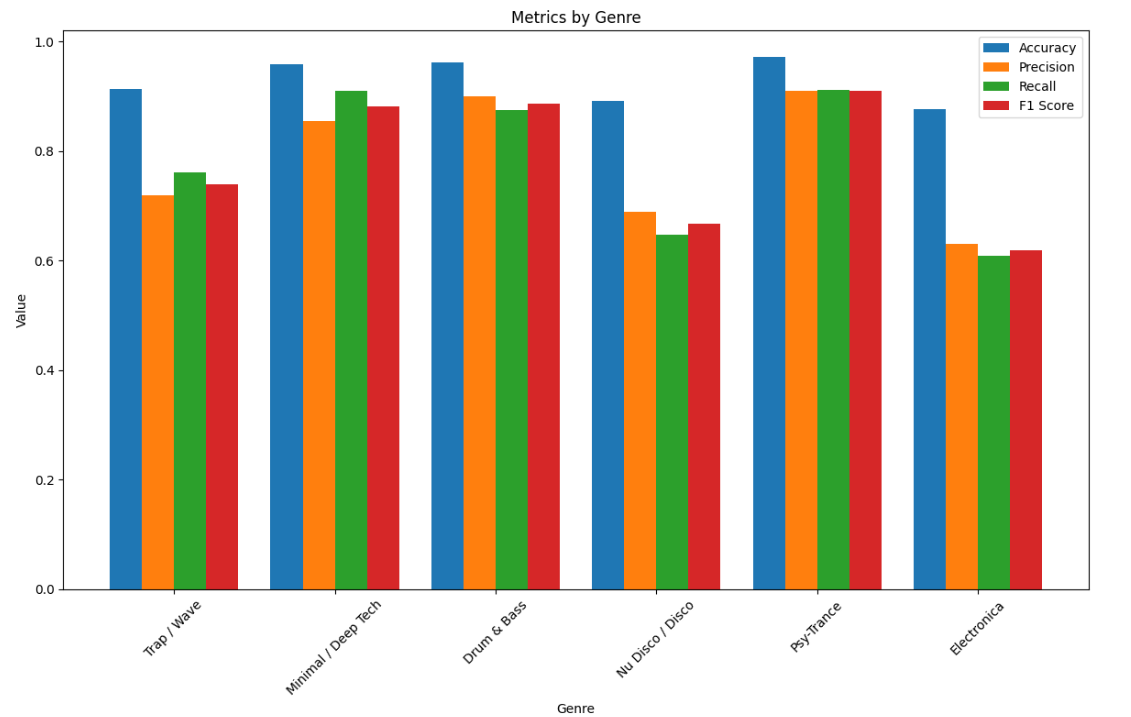 Metrics by Genre
1.0
0.8
0.6
0.4
0.2
0.0
Value
Accuracy
Precision
Recall
F1 Score
Trap / Wave
Minimal / Deep Tech
Drum & Bass
Nu Disco / Disco
Psy-Trance
Electronica
Genre